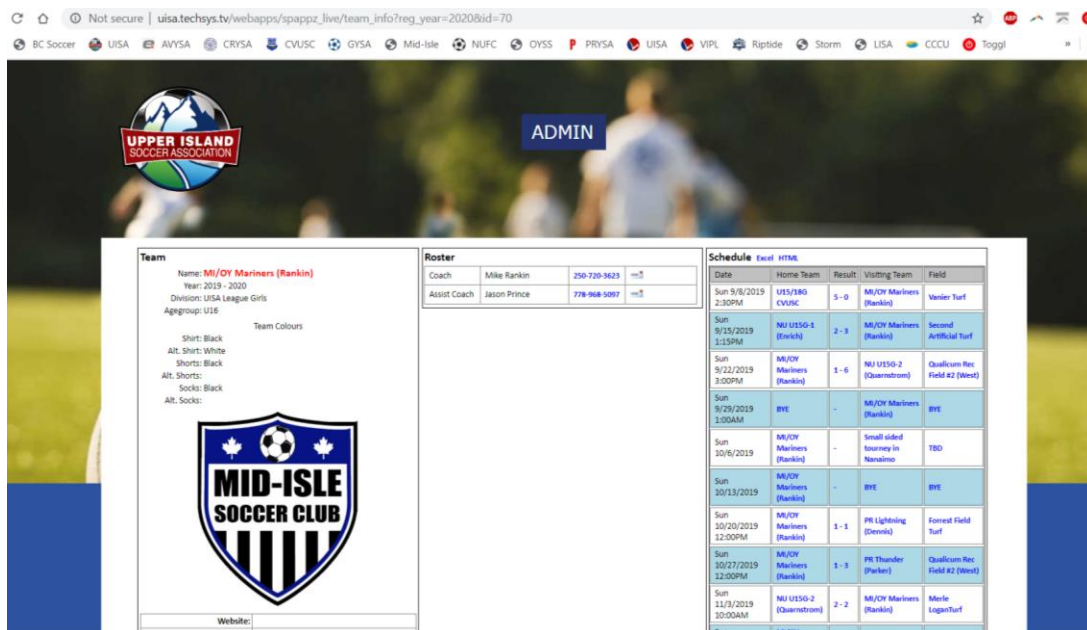 Not secure | uisa.techsys.tv/webapps/spappz_live/team_info?reg_year=2020&id=70
ABP
BC Soccer UISA AVYSA CRYSA CVUSC GYSA Mid-Isle NUFC OYSS PRYSA UISA VIPL Riptide Storm LISA CCCU Toggl »
UPPER ISLAND
SOCCER ASSOCIATION
ADMIN
Team
Name: MI/OY Mariners (Rankin)
Year: 2019 - 2020
Division: UISA League Girls
Agegroup: U16
Team Colours
Shirt: Black
Alt. Shirt: White
Shorts: Black
Alt. Shorts:
Socks: Black
Alt. Socks:
MID-ISLE
SOCCER CLUB
Website:
Roster
Coach Mike Rankin 250-720-3623
Assist Coach Jason Prince 778-968-5097
Schedule Excel HTML
Date Home Team Result Visiting Team Field
Sun 9/8/2019 U15/18G MI/OY Mariners
2:30PM CVUSC 5 - 0 (Rankin) Vanier Turf
Sun
9/15/2019 NU U15G-1 2 - 3 MI/OY Mariners Second
1:15PM (Enrich) (Rankin) Artificial Turf
Sun MI/OY
9/22/2019 Mariners 1 - 6 NU U15G-2 Qualicum Rec
3:00PM (Rankin) (Quarnstrom) Field #2 (West)
Sun
9/29/2019 BYE - MI/OY Mariners BYE
1:00AM (Rankin)
Sun MI/OY Small sided
10/6/2019 Mariners - tourney in TBD
(Rankin) Nanaimo
Sun MI/OY
10/13/2019 Mariners - BYE BYE
(Rankin)
Sun MI/OY
10/20/2019 Mariners 1 - 1 PR Lightning Forrest Field
12:00PM (Rankin) (Dennis) Turf
Sun MI/OY
10/27/2019 Mariners 1 - 3 PR Thunder Qualicum Rec
12:00PM (Rankin) (Parker) Field #2 (West)
Sun
11/3/2019 NU U15G-2 2 - 2 MI/OY Mariners Merle
10:00AM (Quarnstrom) (Rankin) LoganTurf